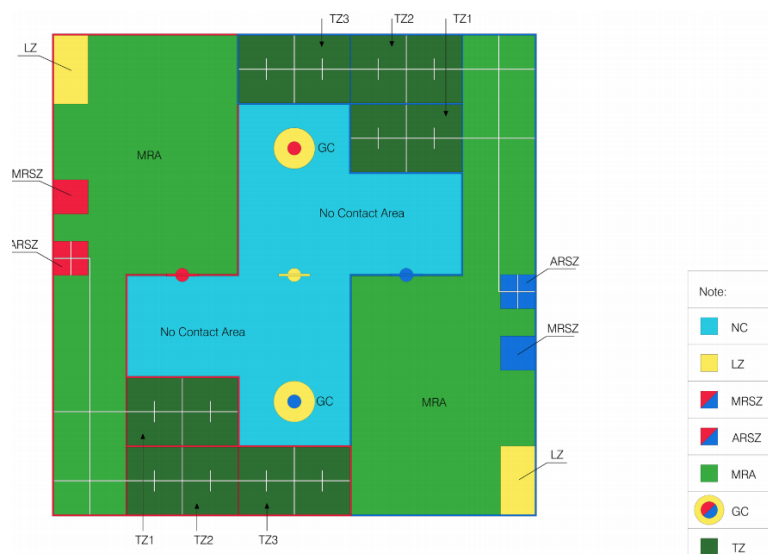 TZ3
TZ2
TZ1
LZ
MRA
GC
MRSZ
No Contact Area
ARSZ
ARSZ
MRSZ
No Contact Area
GC
MRA
LZ
TZ1
TZ2
TZ3
Note:
NC
LZ
MRSZ
ARSZ
MRA
GC
TZ